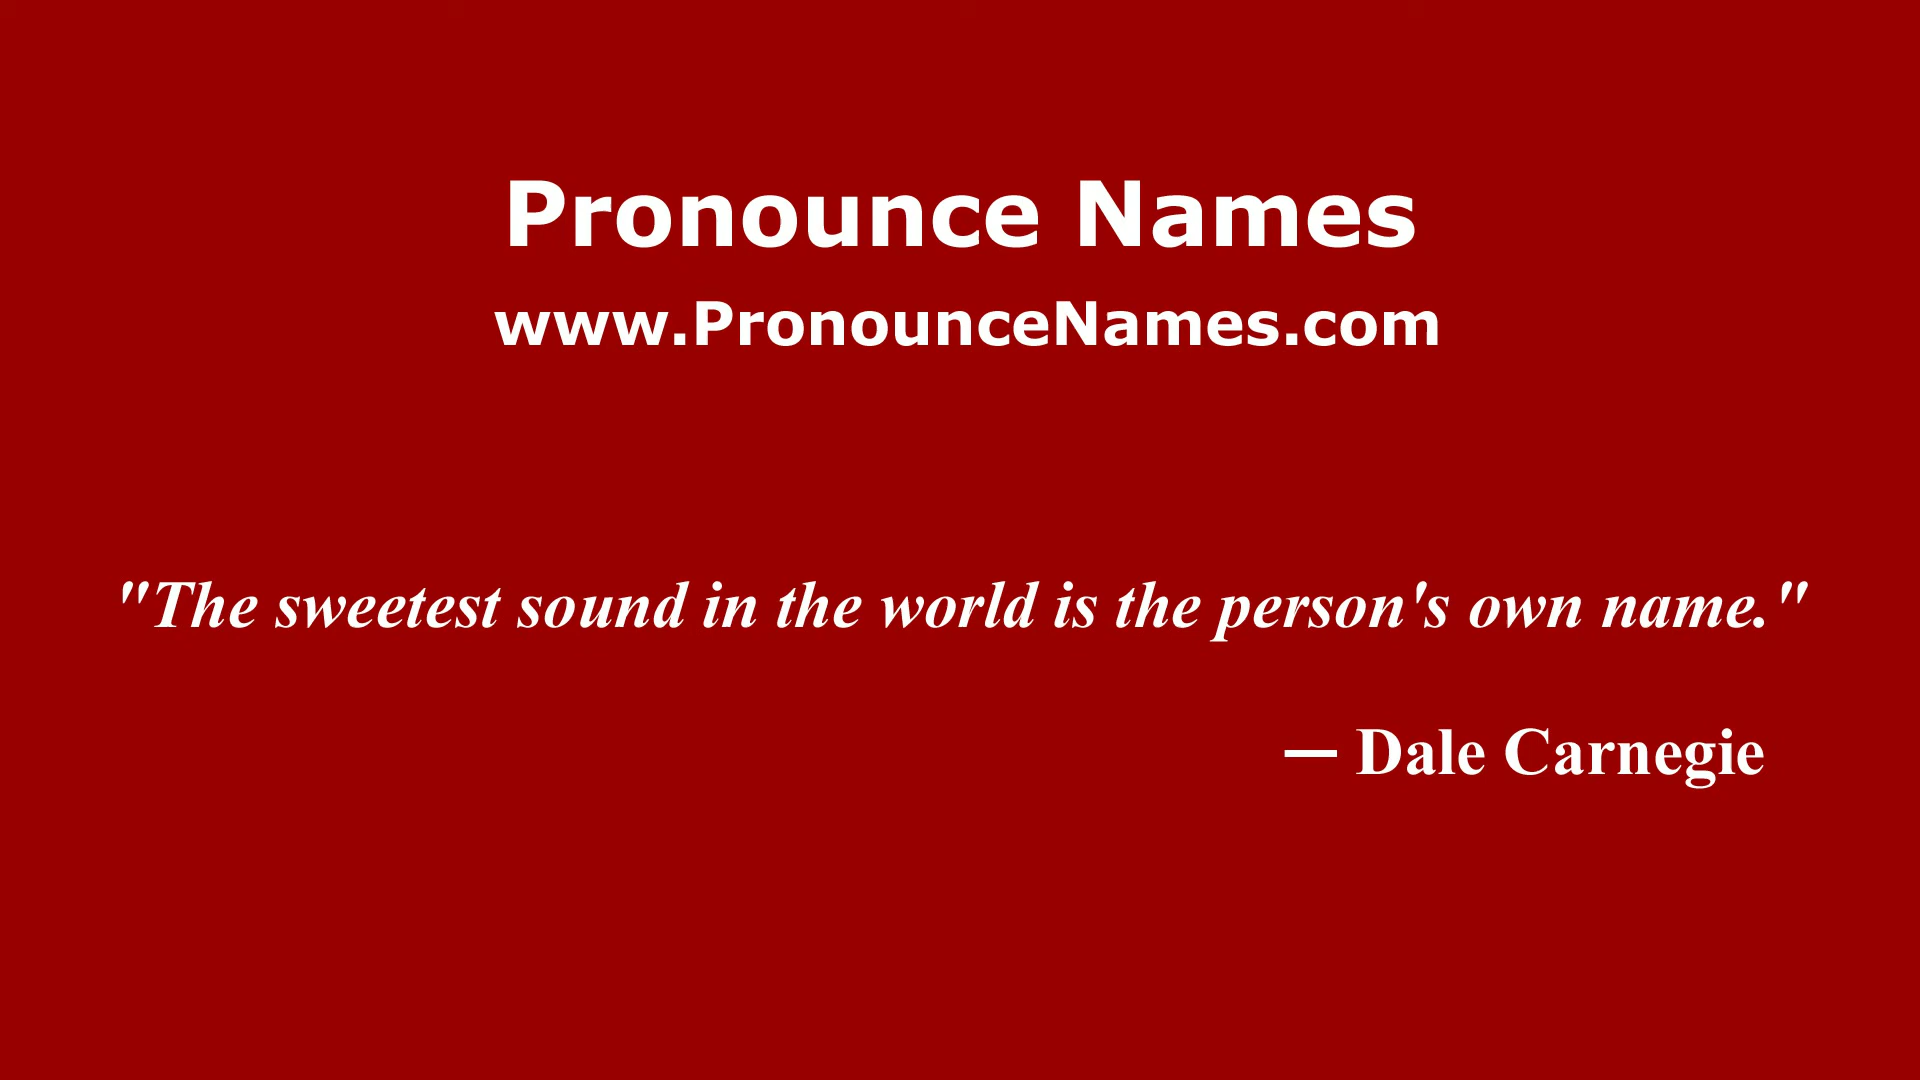 Pronounce Names
www.PronounceNames.com
"The sweetest sound in the world is the person's own name."
— Dale Carnegie